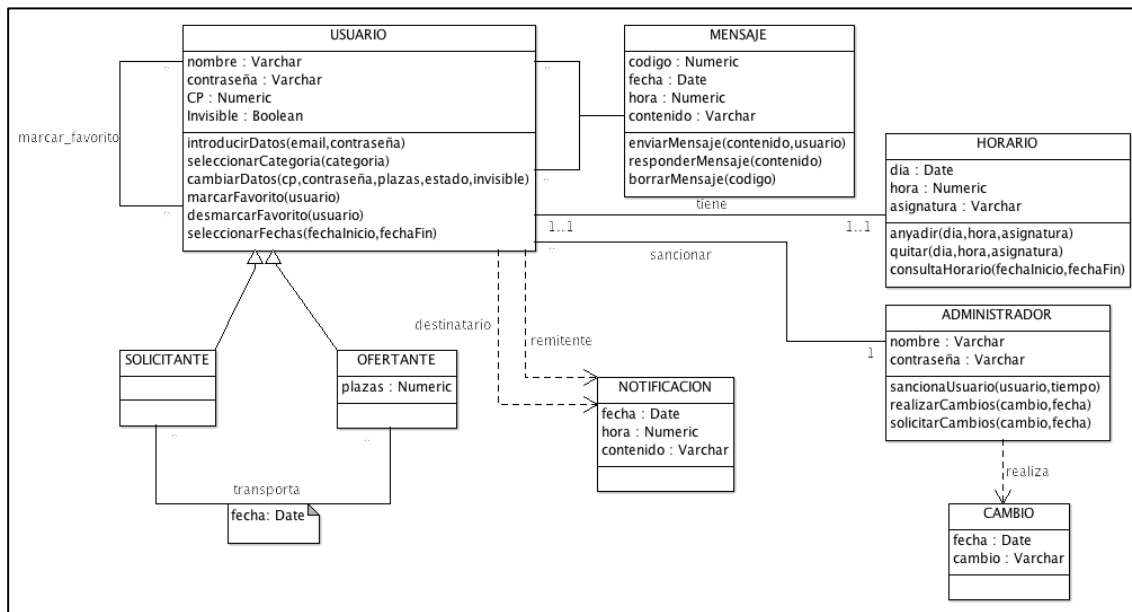 USUARIO
nombre : Varchar
contraseña : Varchar
CP : Numeric
Invisible : Boolean
introducirDatos(email,contraseña)
seleccionarCategoria(categoria)
cambiarDatos(cp,contraseña,plazas,estado,invisible)
marcarFavorito(usuario)
desmarcarFavorito(usuario)
seleccionarFechas(fechaInicio,fechaFin)
marcar_favorito
*
*
MENSAJE
codigo : Numeric
fecha : Date
hora : Numeric
contenido : Varchar
enviarMensaje(contenido,usuario)
responderMensaje(contenido)
borrarMensaje(codigo)
*
*
HORARIO
dia : Date
hora : Numeric
asignatura : Varchar
anyadir(dia,hora,asignatura)
quitar(dia,hora,asignatura)
consultaHorario(fechaInicio,fechaFin)
tiene
1..1
1..1
sancionar
*
1
ADMINISTRADOR
nombre : Varchar
contraseña : Varchar
sancionaUsuario(usuario,tiempo)
realizarCambios(cambio,fecha)
solicitarCambios(cambio,fecha)
destinatario
remitente
SOLICITANTE
OFERTANTE
plazas : Numeric
*
*
transporta
fecha: Date
NOTIFICACION
fecha : Date
hora : Numeric
contenido : Varchar
realiza
CAMBIO
fecha : Date
cambio : Varchar